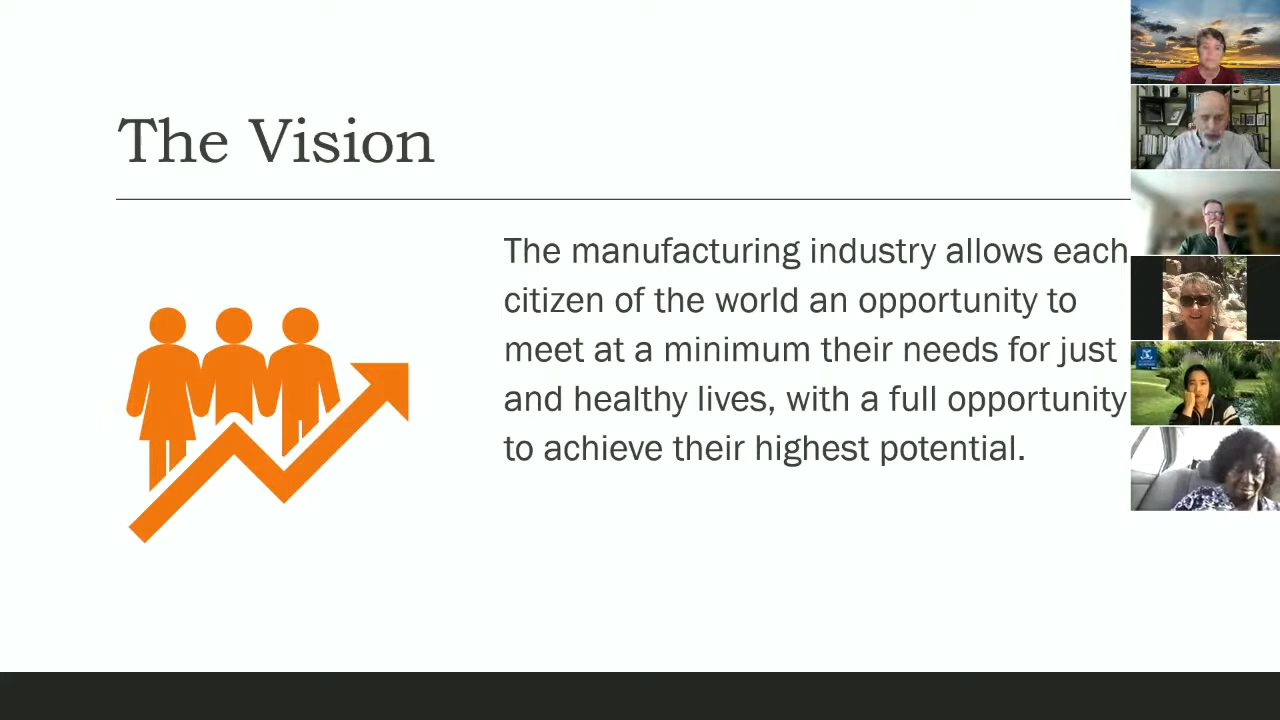 The Vision
The manufacturing industry allows each
citizen of the world an opportunity to
meet at a minimum their needs for just
and healthy lives, with a full opportunity
to achieve their highest potential.